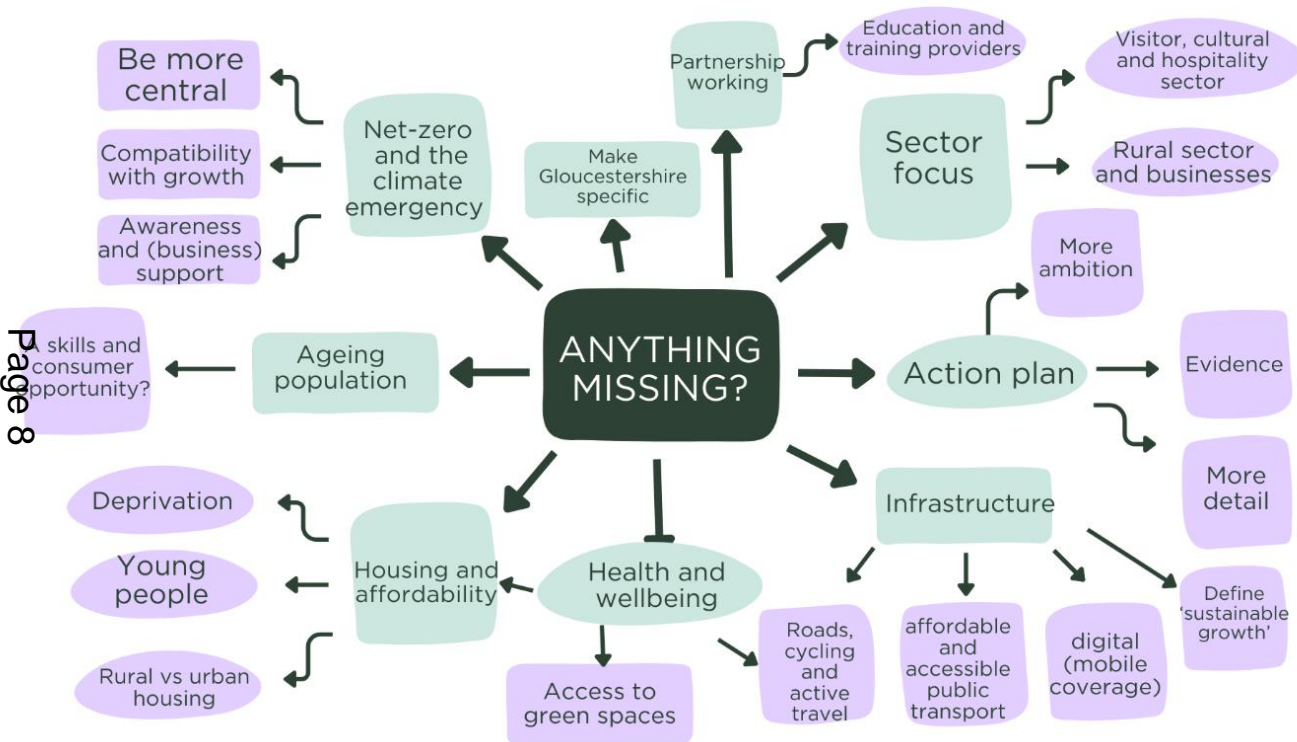 Be more
central
Compatibility
with growth
Awareness
and (business)
support
Net-zero
and the
climate
emergency
Make
Gloucestershire
specific
Partnership
working
Education and
training providers
Sector
focus
Visitor, cultural
and hospitality
sector
Rural sector
and businesses
More
ambition
Action plan
Evidence
More
detail
ANYTHING
MISSING?
Ageing
population
A skills and
consumer
opportunity?
Page 8
Deprivation
Young
people
Rural vs urban
housing
Housing and
affordability
Health and
wellbeing
Access to
green spaces
Infrastructure
Roads,
cycling
and
active
travel
affordable
and
accessible
public
transport
digital
(mobile
coverage)
Define
'sustainable
growth'